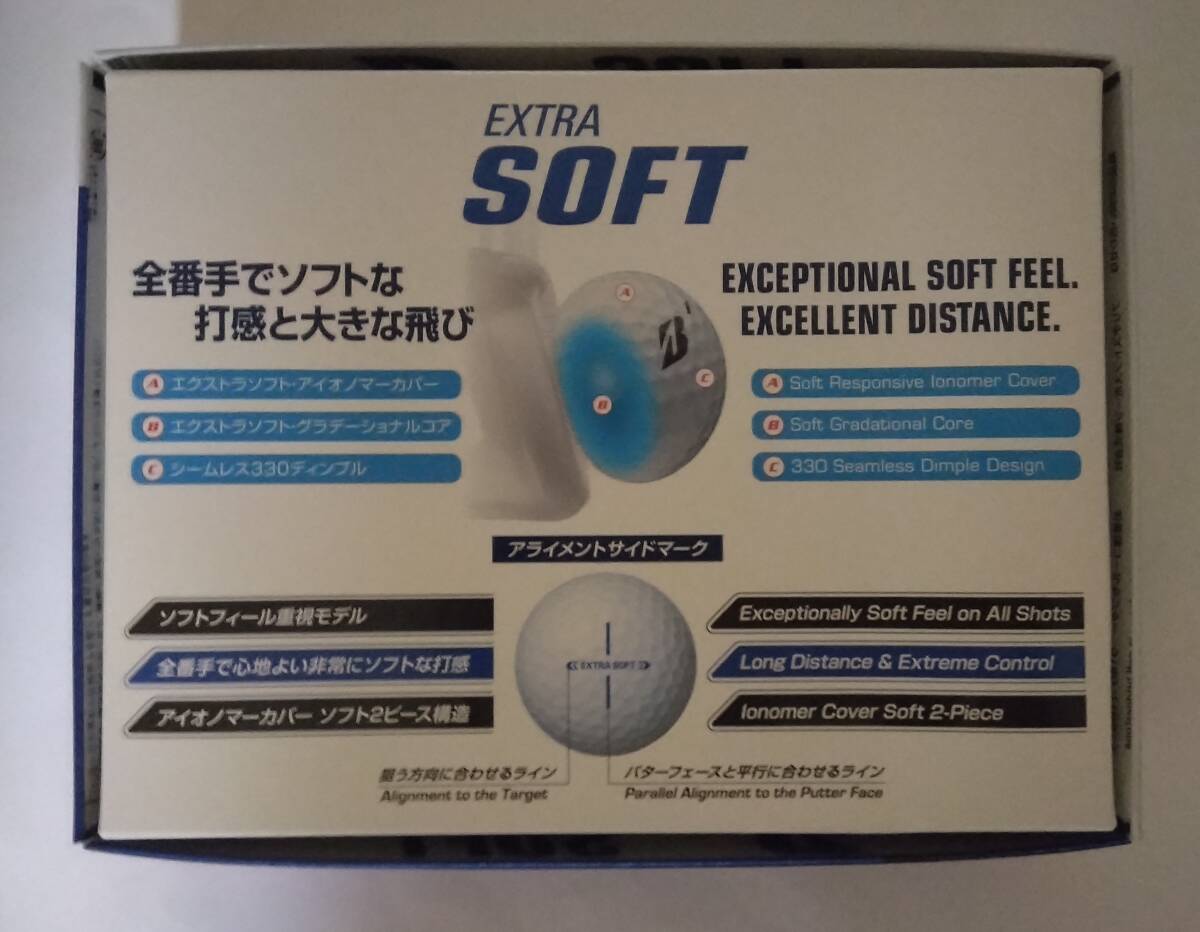 EXTRA
SOFT
全番手でソフトな
打感と大きな飛び
EXCEPTIONAL SOFT FEEL.
EXCELLENT DISTANCE.
A エクストラソフト・アイオノマーカバー
B エクストラソフト・グラデーショナルコア
C シームレス330ディンプル
A
B
C
B
1
A Soft Responsive Ionomer Cover
B Soft Gradational Core
C 330 Seamless Dimple Design
アライメントサイドマーク
ソフトフィール重視モデル
全番手で心地よい非常にソフトな打感
アイオノマーカバー ソフト2ピース構造
EXTRA SOFT
Exceptionally Soft Feel on All Shots
Long Distance & Extreme Control
Ionomer Cover Soft 2-Piece
狙う方向に合わせるライン
Alignment to the Target
パターフェースと平行に合わせるライン
Parallel Alignment to the Putter Face